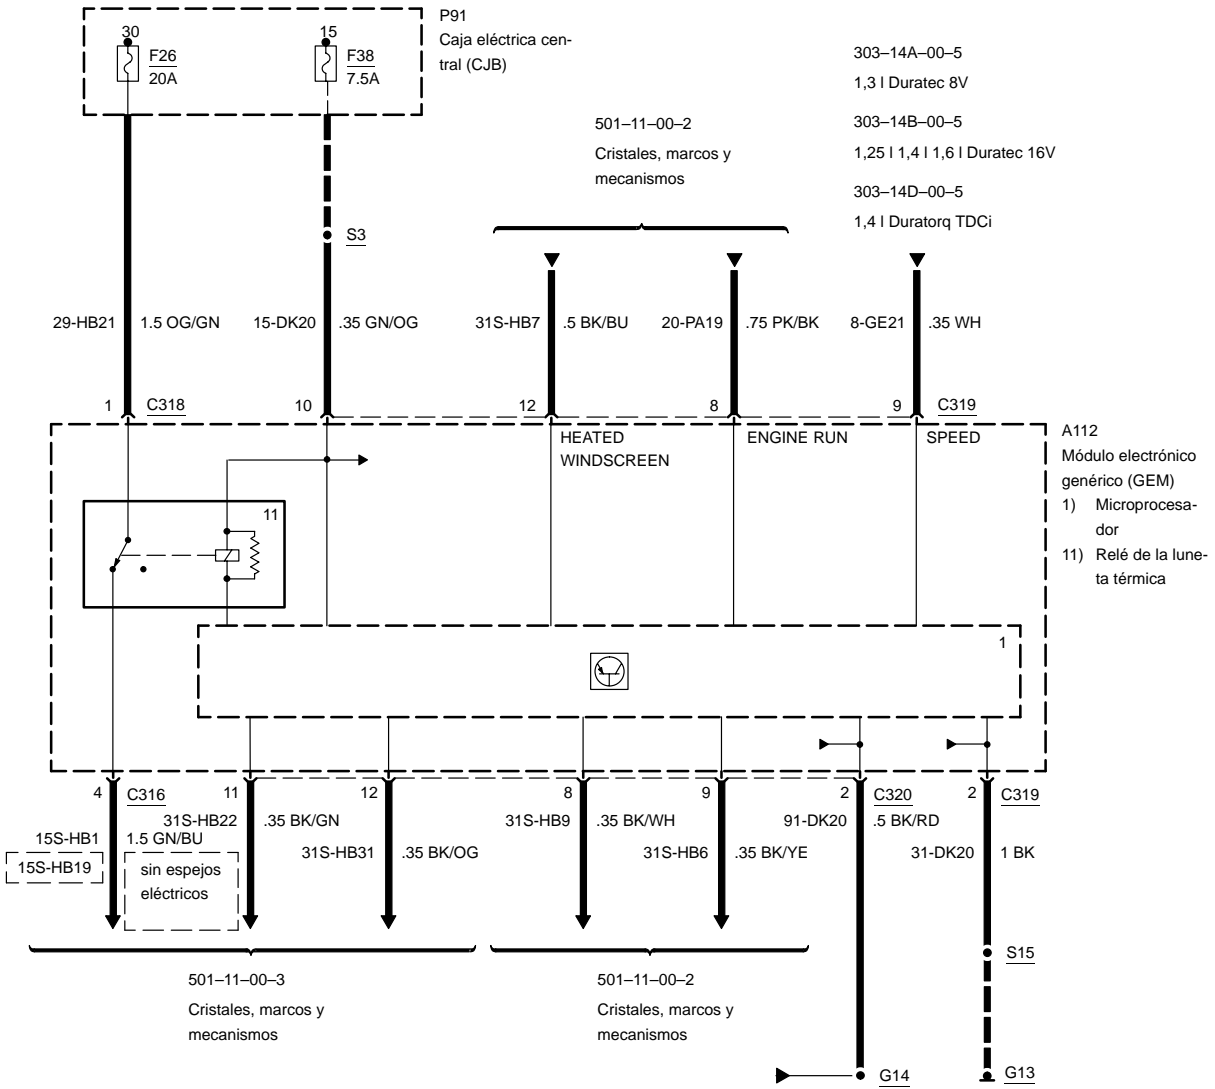 P91
Caja eléctrica cen-
tral (CJB)
30
F26
20A
15
F38
7.5A
303–14A–00–5
1,3 l Duratec 8V
303–14B–00–5
1,25 l 1,4 l 1,6 l Duratec 16V
303–14D–00–5
1,4 l Duratorq TDCi
501–11–00–2
Cristales, marcos y
mecanismos
S3
29-HB21 1.5 OG/GN
15-DK20 .35 GN/OG
31S-HB7 .5 BK/BU
20-PA19 .75 PK/BK
8-GE21 .35 WH
1 C318
10
12
8
9 C319
HEATED
WINDSCREEN
ENGINE RUN
SPEED
A112
Módulo electrónico
genérico (GEM)
1) Microprocesa-
dor
11) Relé de la lune-
ta térmica
11
1
4 C316
11
12
8
9
2 C320
2 C319
15S-HB1 1.5 GN/BU
15S-HB19
sin espejos
eléctricos
31S-HB22 .35 BK/GN
31S-HB31 .35 BK/OG
31S-HB9 .35 BK/WH
31S-HB6 .35 BK/YE
91-DK20 .5 BK/RD
31-DK20 1 BK
S15
501–11–00–3
Cristales, marcos y
mecanismos
501–11–00–2
Cristales, marcos y
mecanismos
G14
G13